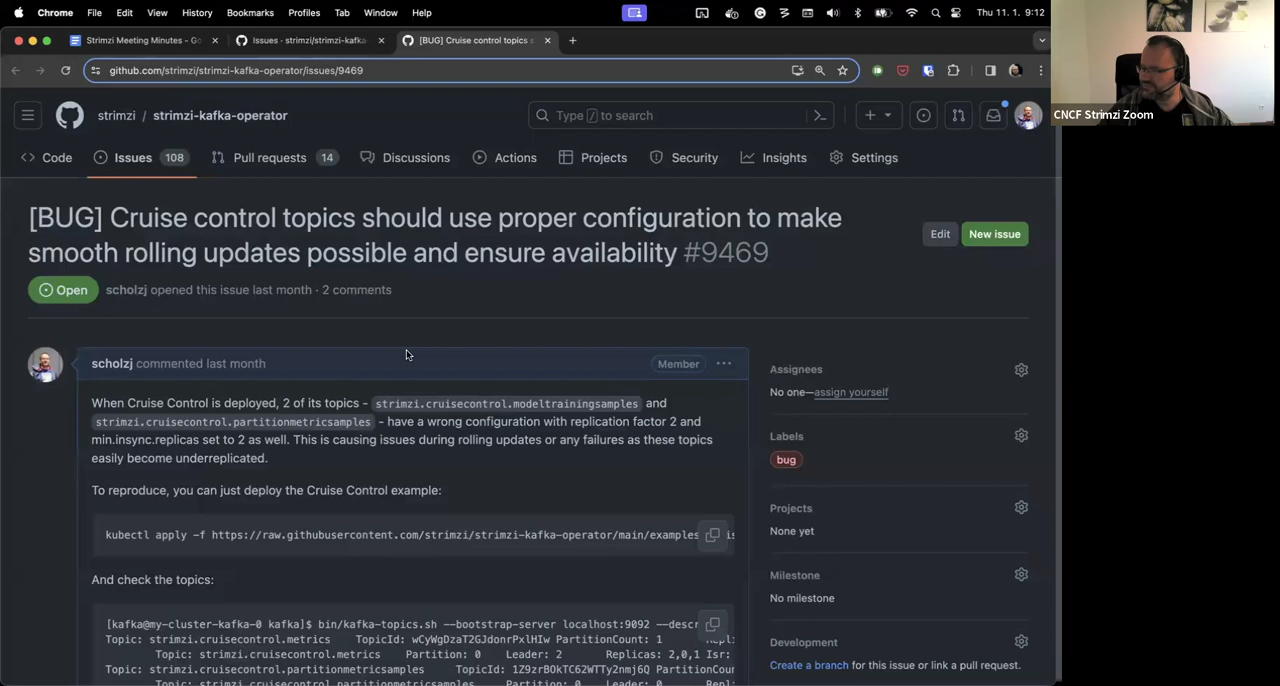 Chrome File Edit View History Bookmarks Profiles Tab Window Help Thu 11. 1. 9:12
Strimzi Meeting Minutes - Go
Issues · strimzi/strimzi-kafka-
[BUG] Cruise control topics s
github.com/strimzi/strimzi-kafka-operator/issues/9469
CNCF Strimzi Zoom
strimzi / strimzi-kafka-operator
Type / to search
Code Issues 108 Pull requests 14 Discussions Actions Projects Security Insights Settings
[BUG] Cruise control topics should use proper configuration to make
smooth rolling updates possible and ensure availability #9469
Edit New issue
Open scholzj opened this issue last month · 2 comments
scholzj commented last month Member
When Cruise Control is deployed, 2 of its topics - strimzi.cruisecontrol.modeltrainingsamples and
strimzi.cruisecontrol.partitionmetricsamples - have a wrong configuration with replication factor 2 and
min.insync.replicas set to 2 as well. This is causing issues during rolling updates or any failures as these topics
easily become underreplicated.
To reproduce, you can just deploy the Cruise Control example:
kubectl apply -f https://raw.githubusercontent.com/strimzi/strimzi-kafka-operator/main/examples
And check the topics:
[kafka@my-cluster-kafka-0 kafka]$ bin/kafka-topics.sh --bootstrap-server localhost:9092 --descr
Topic: strimzi.cruisecontrol.metrics TopicId: wCyWgDzaT2GJdonrPxlHIw PartitionCount: 1 Repli
Topic: strimzi.cruisecontrol.metrics Partition: 0 Leader: 2 Replicas: 2,0,1 Isr:
Topic: strimzi.cruisecontrol.partitionmetricsamples TopicId: 1Z9zrBOkTC62WTTy2nmj6Q PartitionCou
Topic: strimzi.cruisecontrol.partitionmetricsamples Partition: 0 Leader: 0 Repl
Assignees
No one—assign yourself
Labels
bug
Projects
None yet
Milestone
No milestone
Development
Create a branch for this issue or link a pull request.